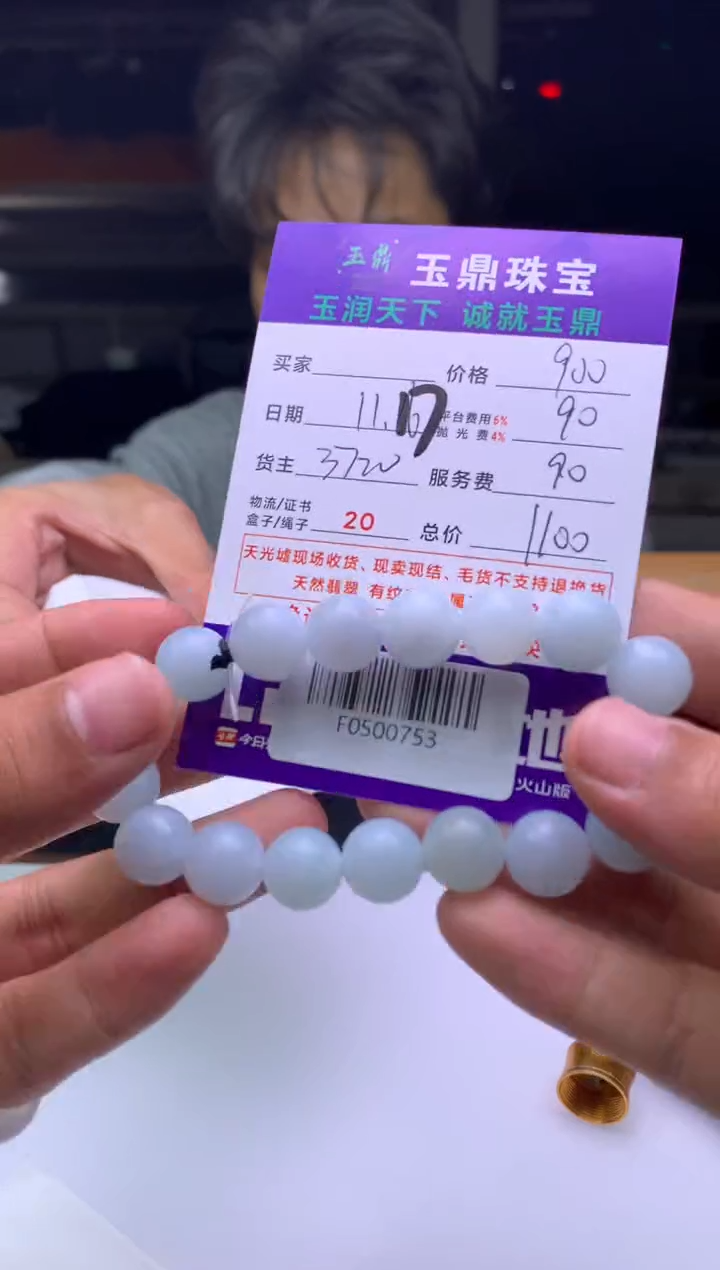 玉鼎 玉鼎珠宝
玉润天下 诚就玉鼎
买家 价格 900
日期 11.17 平台费用6% 抛光费4% 90
货主 3720 服务费 90
物流/证书 盒子/绳子 20 总价 1100
天光墟现场收货、现卖现结、毛货不支持退换货
天然翡翠 有纹
F0500753
今日 火山版